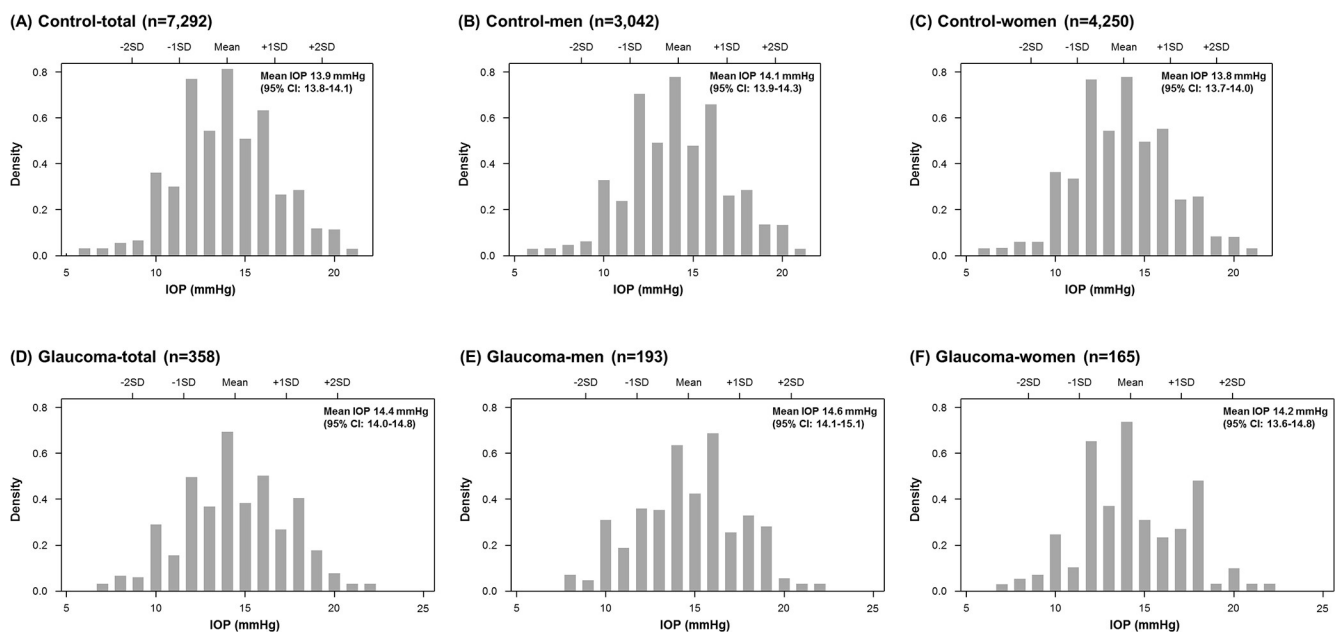 (A) Control-total (n=7,292)
-2SD -1SD Mean +1SD +2SD
Mean IOP 13.9 mmHg
(95% CI: 13.8-14.1)
Density
0.8
0.6
0.4
0.2
0.0
5 10 15 20
IOP (mmHg)
(B) Control-men (n=3,042)
-2SD -1SD Mean +1SD +2SD
Mean IOP 14.1 mmHg
(95% CI: 13.9-14.3)
Density
0.8
0.6
0.4
0.2
0.0
5 10 15 20
IOP (mmHg)
(C) Control-women (n=4,250)
-2SD -1SD Mean +1SD +2SD
Mean IOP 13.8 mmHg
(95% CI: 13.7-14.0)
Density
0.8
0.6
0.4
0.2
0.0
5 10 15 20
IOP (mmHg)
(D) Glaucoma-total (n=358)
-2SD -1SD Mean +1SD +2SD
Mean IOP 14.4 mmHg
(95% CI: 14.0-14.8)
Density
0.8
0.6
0.4
0.2
0.0
5 10 15 20 25
IOP (mmHg)
(E) Glaucoma-men (n=193)
-2SD -1SD Mean +1SD +2SD
Mean IOP 14.6 mmHg
(95% CI: 14.1-15.1)
Density
0.8
0.6
0.4
0.2
0.0
5 10 15 20 25
IOP (mmHg)
(F) Glaucoma-women (n=165)
-2SD -1SD Mean +1SD +2SD
Mean IOP 14.2 mmHg
(95% CI: 13.6-14.8)
Density
0.8
0.6
0.4
0.2
0.0
5 10 15 20 25
IOP (mmHg)